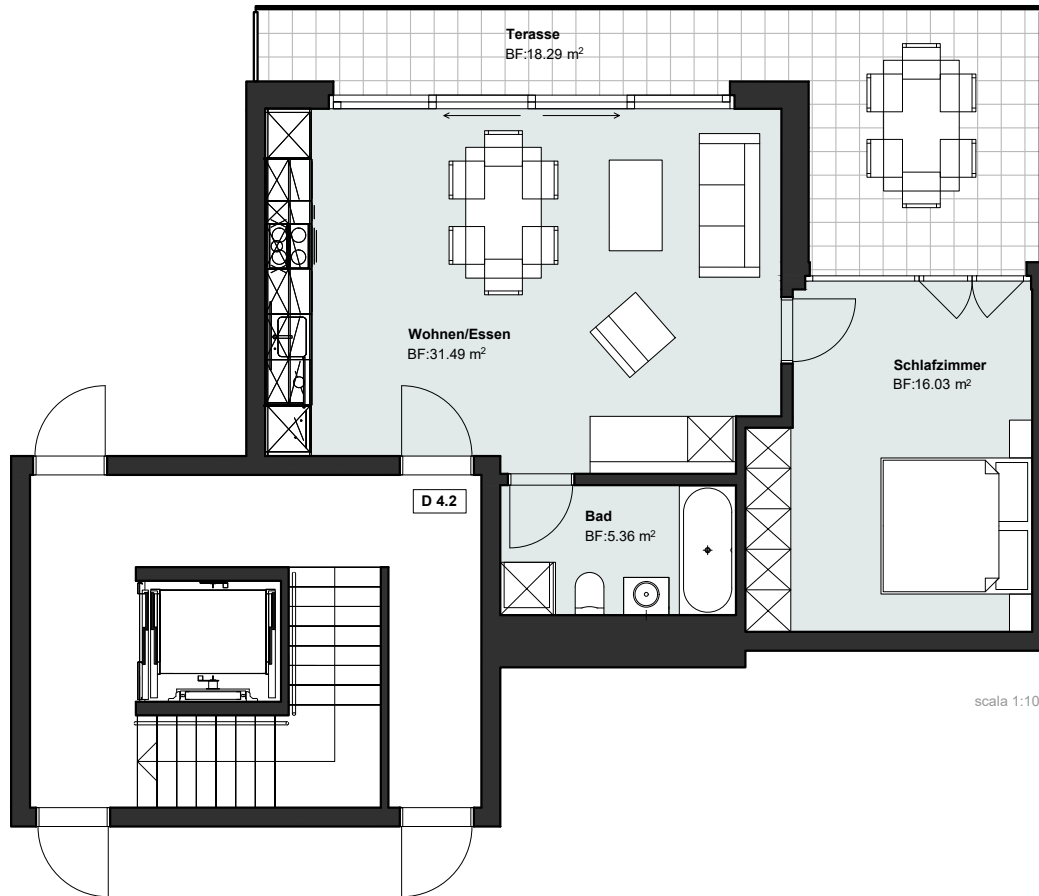 Terasse
BF:18.29 m²
Wohnen/Essen
BF:31.49 m²
Schlafzimmer
BF:16.03 m²
D 4.2
Bad
BF:5.36 m²
scala 1:10